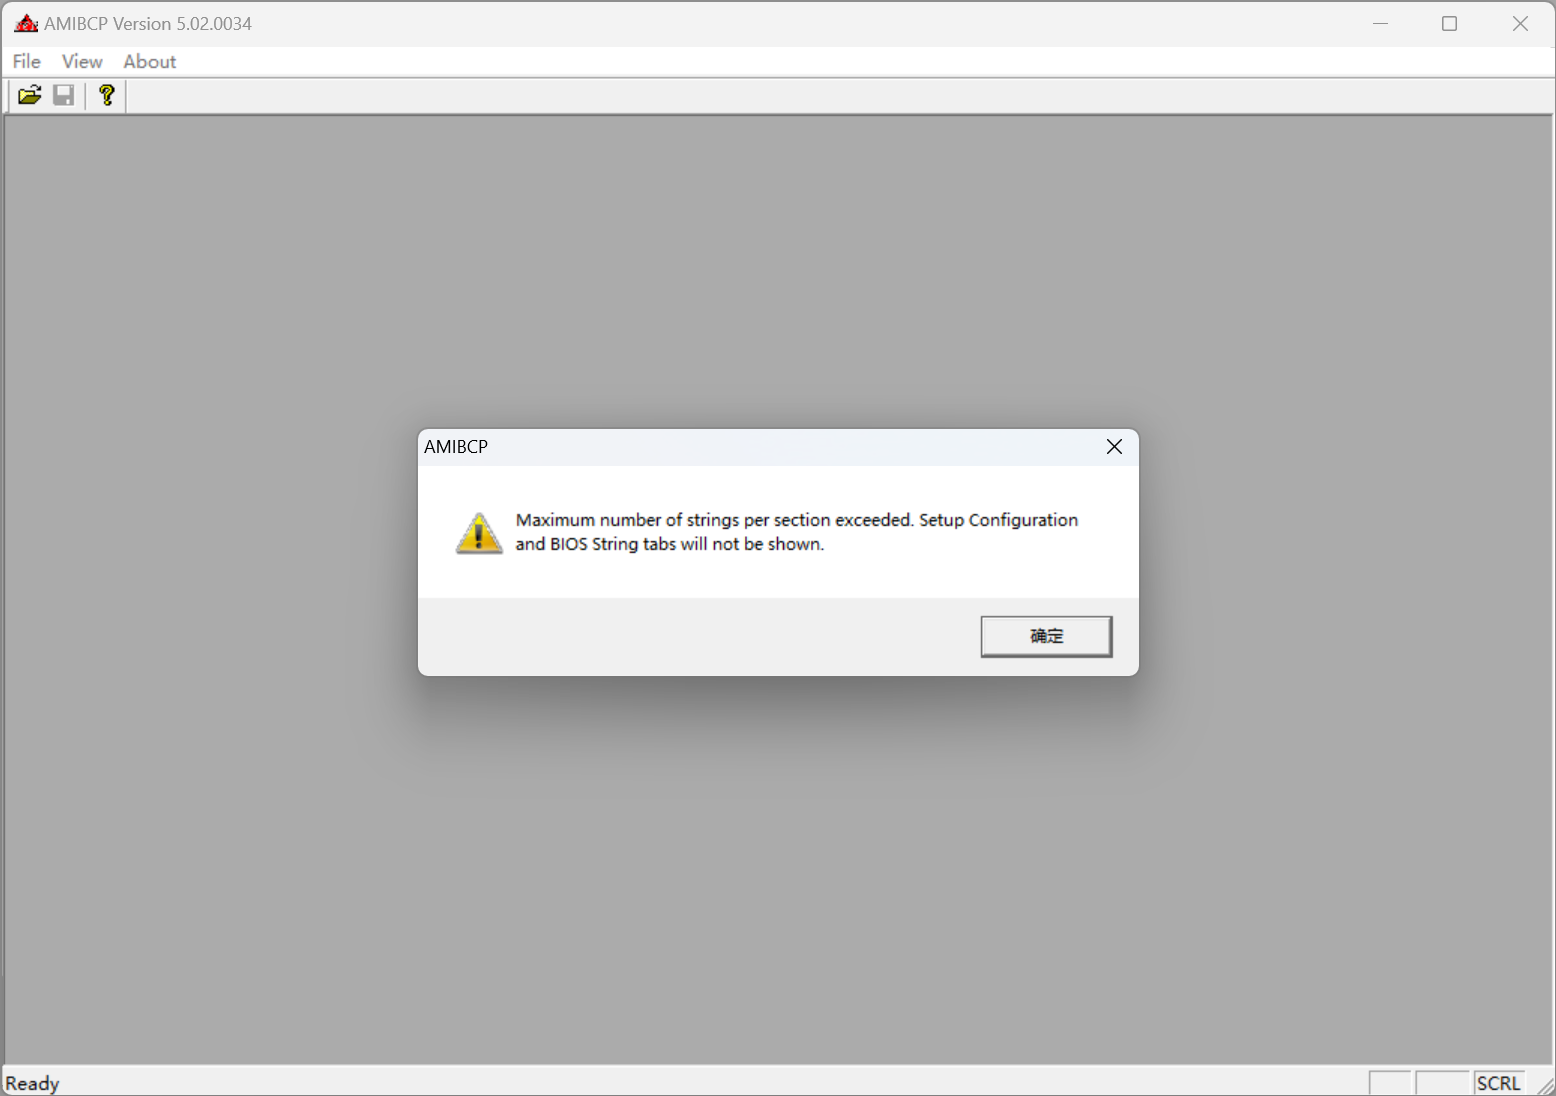 AMIBCP Version 5.02.0034
File View About
AMIBCP
Maximum number of strings per section exceeded. Setup Configuration
and BIOS String tabs will not be shown.
确定
Ready
SCRL